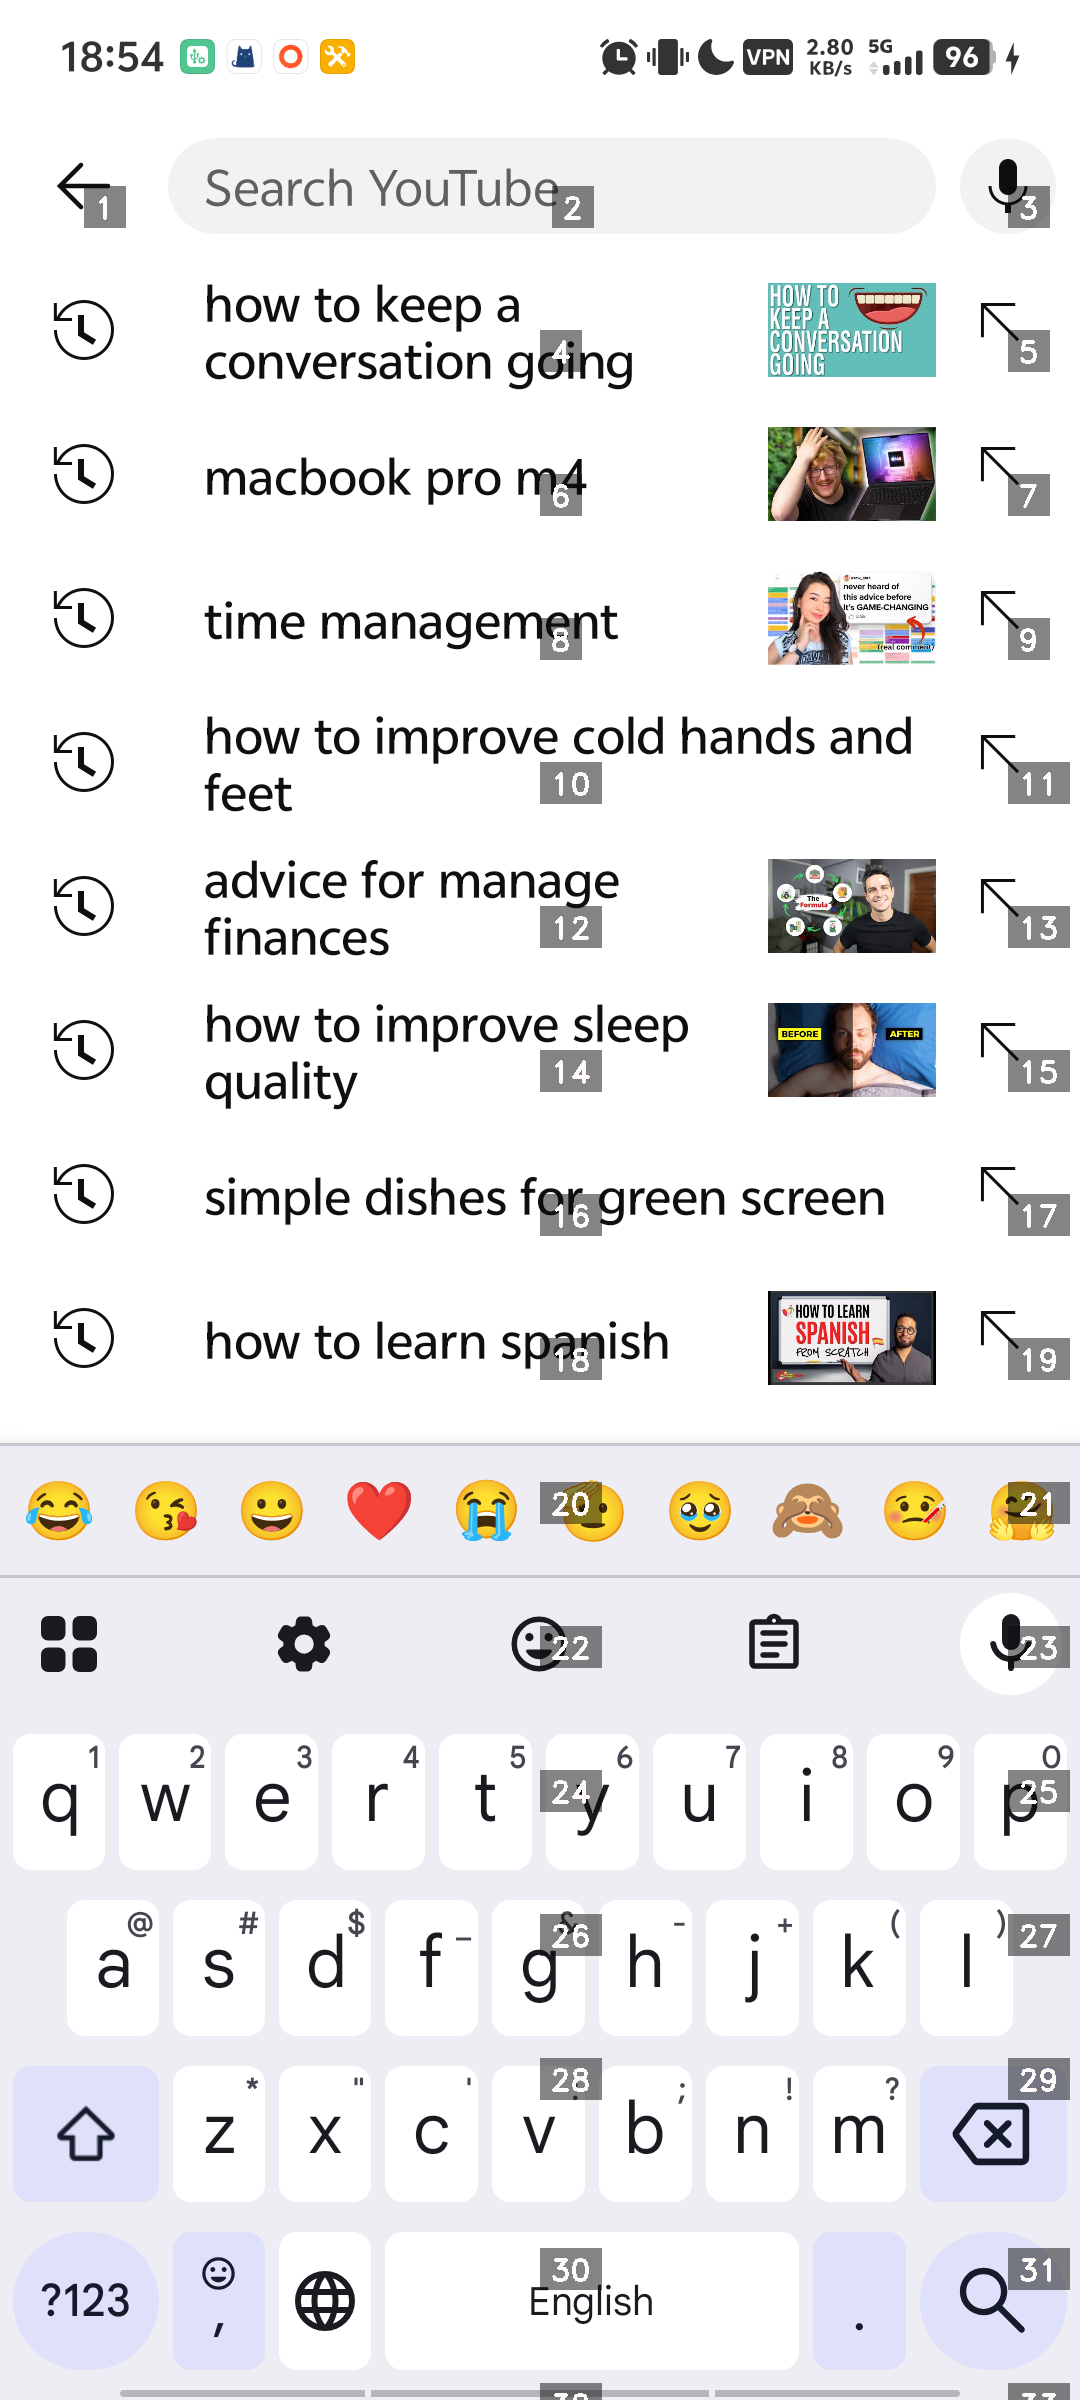 18:54
VPN
2.80 KB/s
5G
96
Search YouTube
1
2
3
how to keep a
conversation going
4
HOW TO
KEEP A
CONVERSATION
GOING
5
macbook pro m4
6
7
time management
8
never heard of
this advice before
It's GAME-CHANGING
(real comment)
9
how to improve cold hands and
feet
10
11
advice for manage
finances
12
The
Formula
13
how to improve sleep
quality
14
BEFORE
AFTER
15
simple dishes for green screen
16
17
how to learn spanish
18
HOW TO LEARN
SPANISH
FROM SCRATCH
19
20
21
22
23
1 2 3 4 5 6 7 8 9 0
q w e r t y u i o p
24
25
@ # $ _ & - + ( )
a s d f g h j k l
26
27
* " ' : ; ! ?
z x c v b n m
28
29
?123
,
English
.
30
31